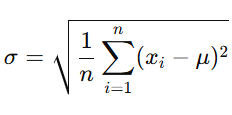 σ = √(1/n ∑_{i=1}^{n} (x_i − μ)²)